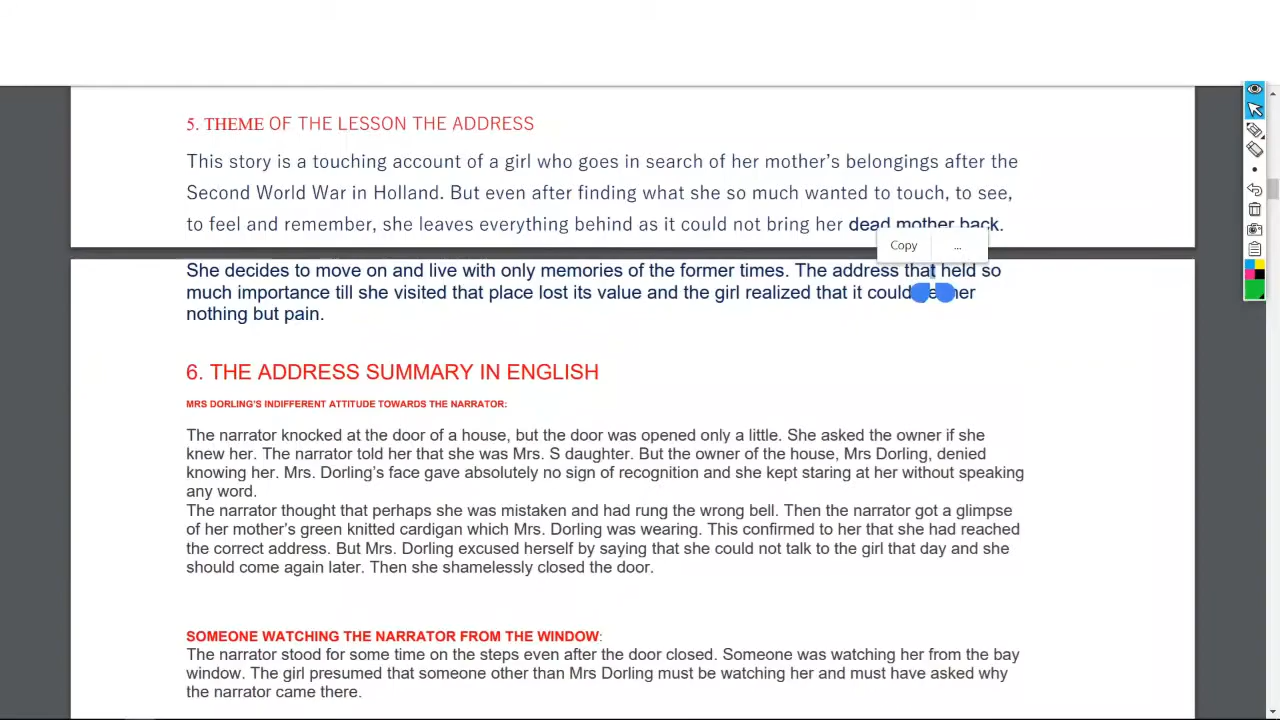 5. THEME OF THE LESSON THE ADDRESS
This story is a touching account of a girl who goes in search of her mother's belongings after the
Second World War in Holland. But even after finding what she so much wanted to touch, to see,
to feel and remember, she leaves everything behind as it could not bring her dead mother back.
Copy ...
She decides to move on and live with only memories of the former times. The address that held so
much importance till she visited that place lost its value and the girl realized that it could her
nothing but pain.
6. THE ADDRESS SUMMARY IN ENGLISH
MRS DORLING'S INDIFFERENT ATTITUDE TOWARDS THE NARRATOR:
The narrator knocked at the door of a house, but the door was opened only a little. She asked the owner if she
knew her. The narrator told her that she was Mrs. S daughter. But the owner of the house, Mrs Dorling, denied
knowing her. Mrs. Dorling's face gave absolutely no sign of recognition and she kept staring at her without speaking
any word.
The narrator thought that perhaps she was mistaken and had rung the wrong bell. Then the narrator got a glimpse
of her mother's green knitted cardigan which Mrs. Dorling was wearing. This confirmed to her that she had reached
the correct address. But Mrs. Dorling excused herself by saying that she could not talk to the girl that day and she
should come again later. Then she shamelessly closed the door.
SOMEONE WATCHING THE NARRATOR FROM THE WINDOW:
The narrator stood for some time on the steps even after the door closed. Someone was watching her from the bay
window. The girl presumed that someone other than Mrs Dorling must be watching her and must have asked why
the narrator came there.